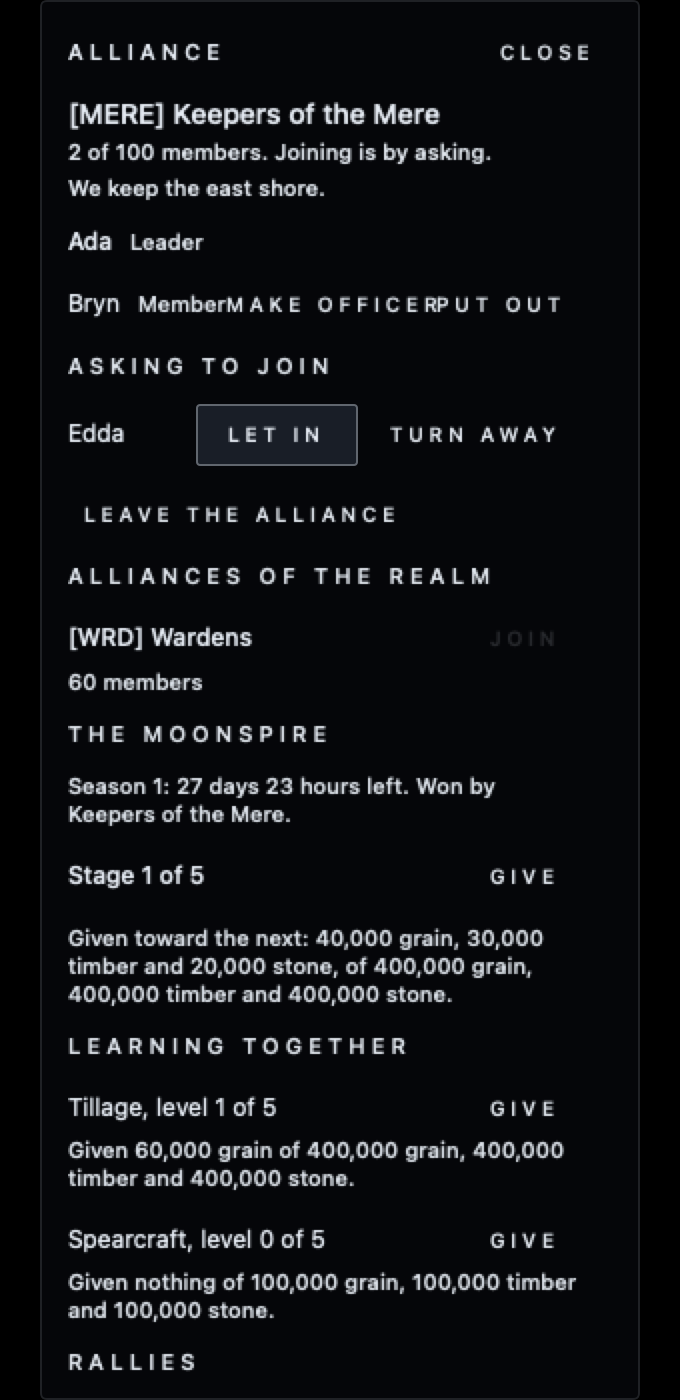 ALLIANCE CLOSE
[MERE] Keepers of the Mere
2 of 100 members. Joining is by asking.
We keep the east shore.
Ada Leader
Bryn Member MAKE OFFICER PUT OUT
ASKING TO JOIN
Edda LET IN TURN AWAY
LEAVE THE ALLIANCE
ALLIANCES OF THE REALM
[WRD] Wardens JOIN
60 members
THE MOONSPIRE
Season 1: 27 days 23 hours left. Won by
Keepers of the Mere.
Stage 1 of 5 GIVE
Given toward the next: 40,000 grain, 30,000
timber and 20,000 stone, of 400,000 grain,
400,000 timber and 400,000 stone.
LEARNING TOGETHER
Tillage, level 1 of 5 GIVE
Given 60,000 grain of 400,000 grain, 400,000
timber and 400,000 stone.
Spearcraft, level 0 of 5 GIVE
Given nothing of 100,000 grain, 100,000 timber
and 100,000 stone.
RALLIES